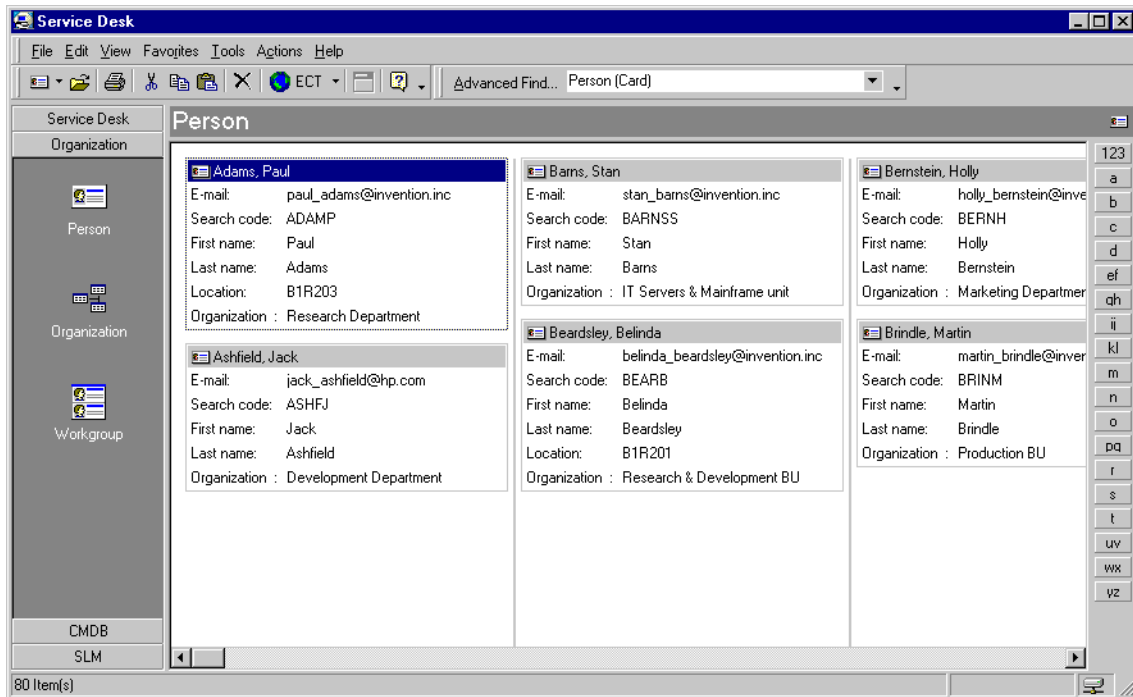 Service Desk
File Edit View Favorites Tools Actions Help
ECT Advanced Find... Person (Card)
Service Desk
Organization
Person
Organization
Workgroup
CMDB
SLM
Person
Adams, Paul
E-mail: paul_adams@invention.inc
Search code: ADAMP
First name: Paul
Last name: Adams
Location: B1R203
Organization : Research Department
Ashfield, Jack
E-mail: jack_ashfield@hp.com
Search code: ASHFJ
First name: Jack
Last name: Ashfield
Organization : Development Department
Barns, Stan
E-mail: stan_barns@invention.inc
Search code: BARNSS
First name: Stan
Last name: Barns
Organization : IT Servers & Mainframe unit
Beardsley, Belinda
E-mail: belinda_beardsley@invention.inc
Search code: BEARB
First name: Belinda
Last name: Beardsley
Location: B1R201
Organization : Research & Development BU
Bernstein, Holly
E-mail: holly_bernstein@inve
Search code: BERNH
First name: Holly
Last name: Bernstein
Organization : Marketing Departmer
Brindle, Martin
E-mail: martin_brindle@inver
Search code: BRINM
First name: Martin
Last name: Brindle
Organization : Production BU
123
a
b
c
d
ef
gh
ij
kl
m
n
o
pq
r
s
t
uv
wx
yz
80 Item(s)